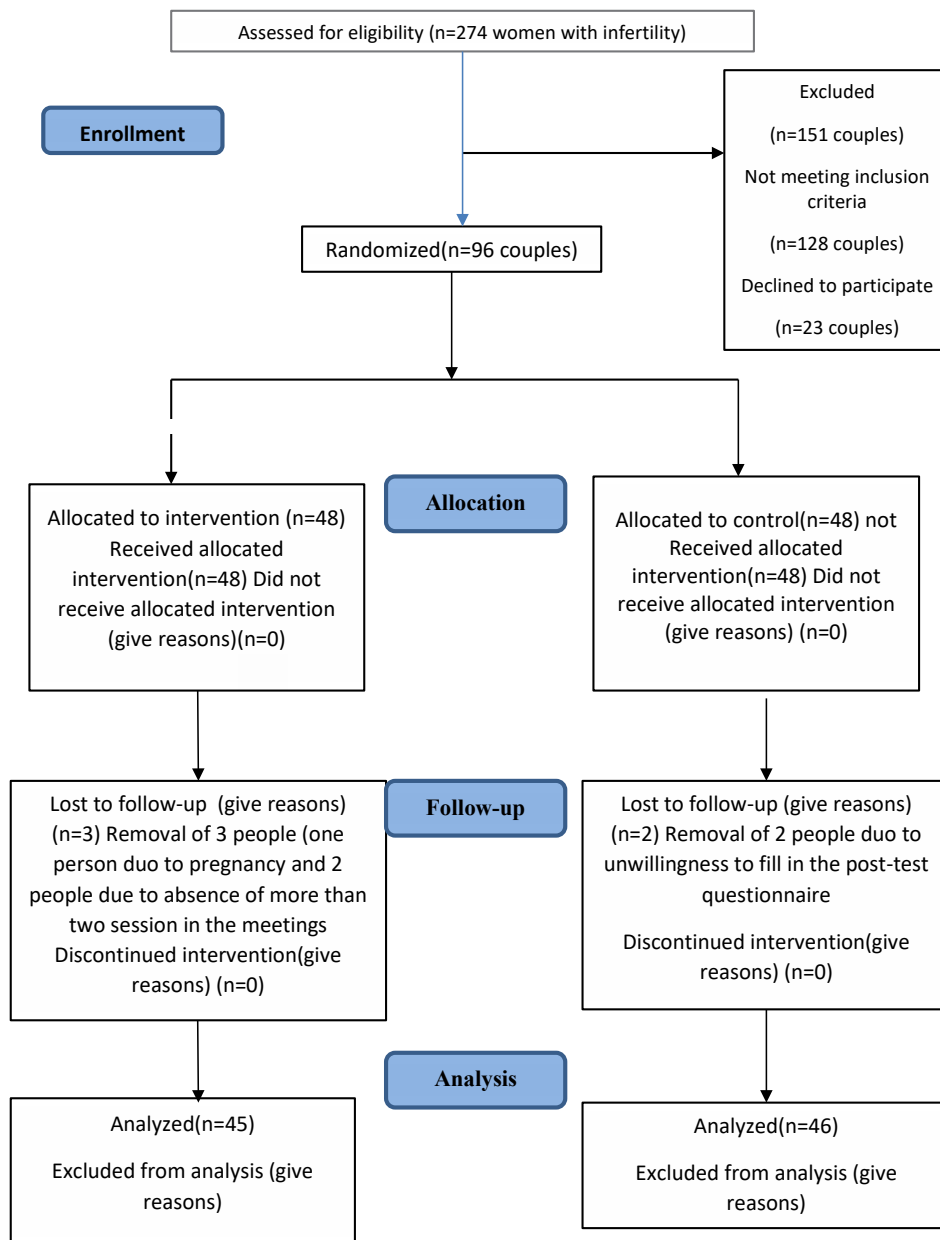 Assessed for eligibility (n=274 women with infertility)
Enrollment
Excluded
(n=151 couples)
Not meeting inclusion
criteria
(n=128 couples)
Declined to participate
(n=23 couples)
Randomized(n=96 couples)
Allocation
Allocated to intervention (n=48)
Received allocated
intervention(n=48) Did not
receive allocated intervention
(give reasons)(n=0)
Allocated to control(n=48) not
Received allocated
intervention(n=48) Did not
receive allocated intervention
(give reasons) (n=0)
Follow-up
Lost to follow-up (give reasons)
(n=3) Removal of 3 people (one
person duo to pregnancy and 2
people due to absence of more than
two session in the meetings
Discontinued intervention(give
reasons) (n=0)
Lost to follow-up (give reasons)
(n=2) Removal of 2 people duo to
unwillingness to fill in the post-test
questionnaire
Discontinued intervention(give
reasons) (n=0)
Analysis
Analyzed(n=45)
Excluded from analysis (give
reasons)
Analyzed(n=46)
Excluded from analysis (give
reasons)